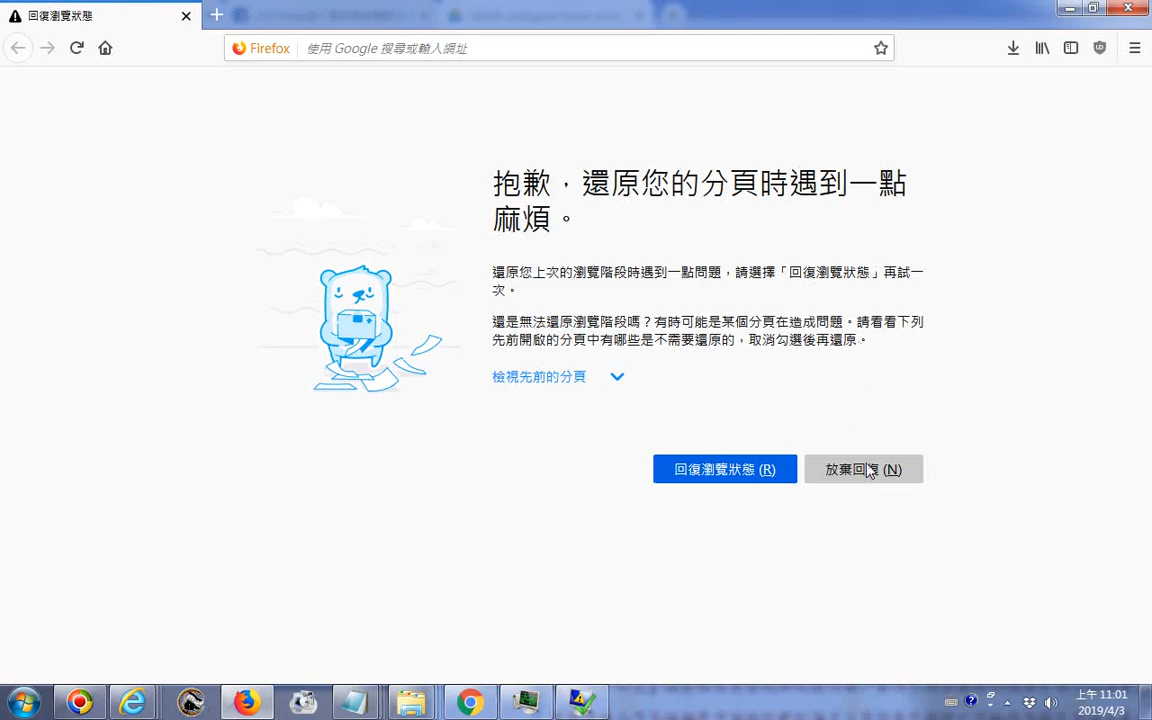 回復瀏覽狀態
Firefox
使用 Google 搜尋或輸入網址
抱歉，還原您的分頁時遇到一點
麻煩。
還原您上次的瀏覽階段時遇到一點問題，請選擇「回復瀏覽狀態」再試一
次。
還是無法還原瀏覽階段嗎？有時可能是某個分頁在造成問題。請看看下列
先前開啟的分頁中有哪些是不需要還原的，取消勾選後再還原。
檢視先前的分頁
回復瀏覽狀態 (R)
放棄回復 (N)
上午 11:01
2019/4/3